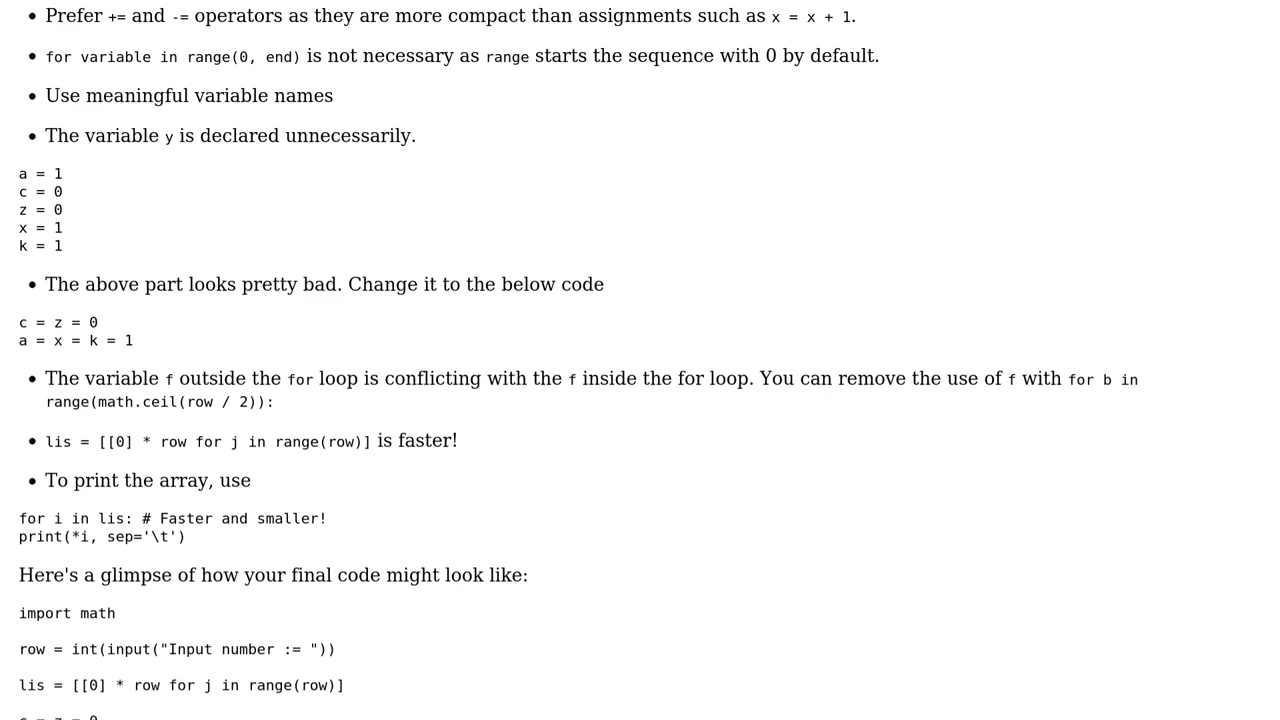 • Prefer += and -= operators as they are more compact than assignments such as x = x + 1.
• for variable in range(0, end) is not necessary as range starts the sequence with 0 by default.
• Use meaningful variable names
• The variable y is declared unnecessarily.
a = 1
c = 0
z = 0
x = 1
k = 1
• The above part looks pretty bad. Change it to the below code
c = z = 0
a = x = k = 1
• The variable f outside the for loop is conflicting with the f inside the for loop. You can remove the use of f with for b in
range(math.ceil(row / 2)):
• lis = [[0] * row for j in range(row)] is faster!
• To print the array, use
for i in lis: # Faster and smaller!
print(*i, sep='\t')
Here's a glimpse of how your final code might look like:
import math
row = int(input("Input number := "))
lis = [[0] * row for j in range(row)]